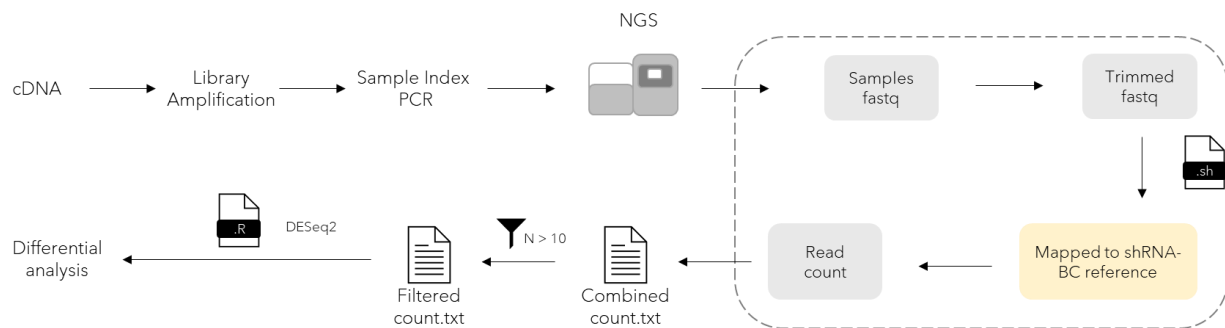 NGS
cDNA
Library
Amplification
Sample Index
PCR
Samples
fastq
Trimmed
fastq
.sh
Mapped to shRNA-
BC reference
Read
count
Combined
count.txt
N > 10
Filtered
count.txt
.R
DESeq2
Differential
analysis